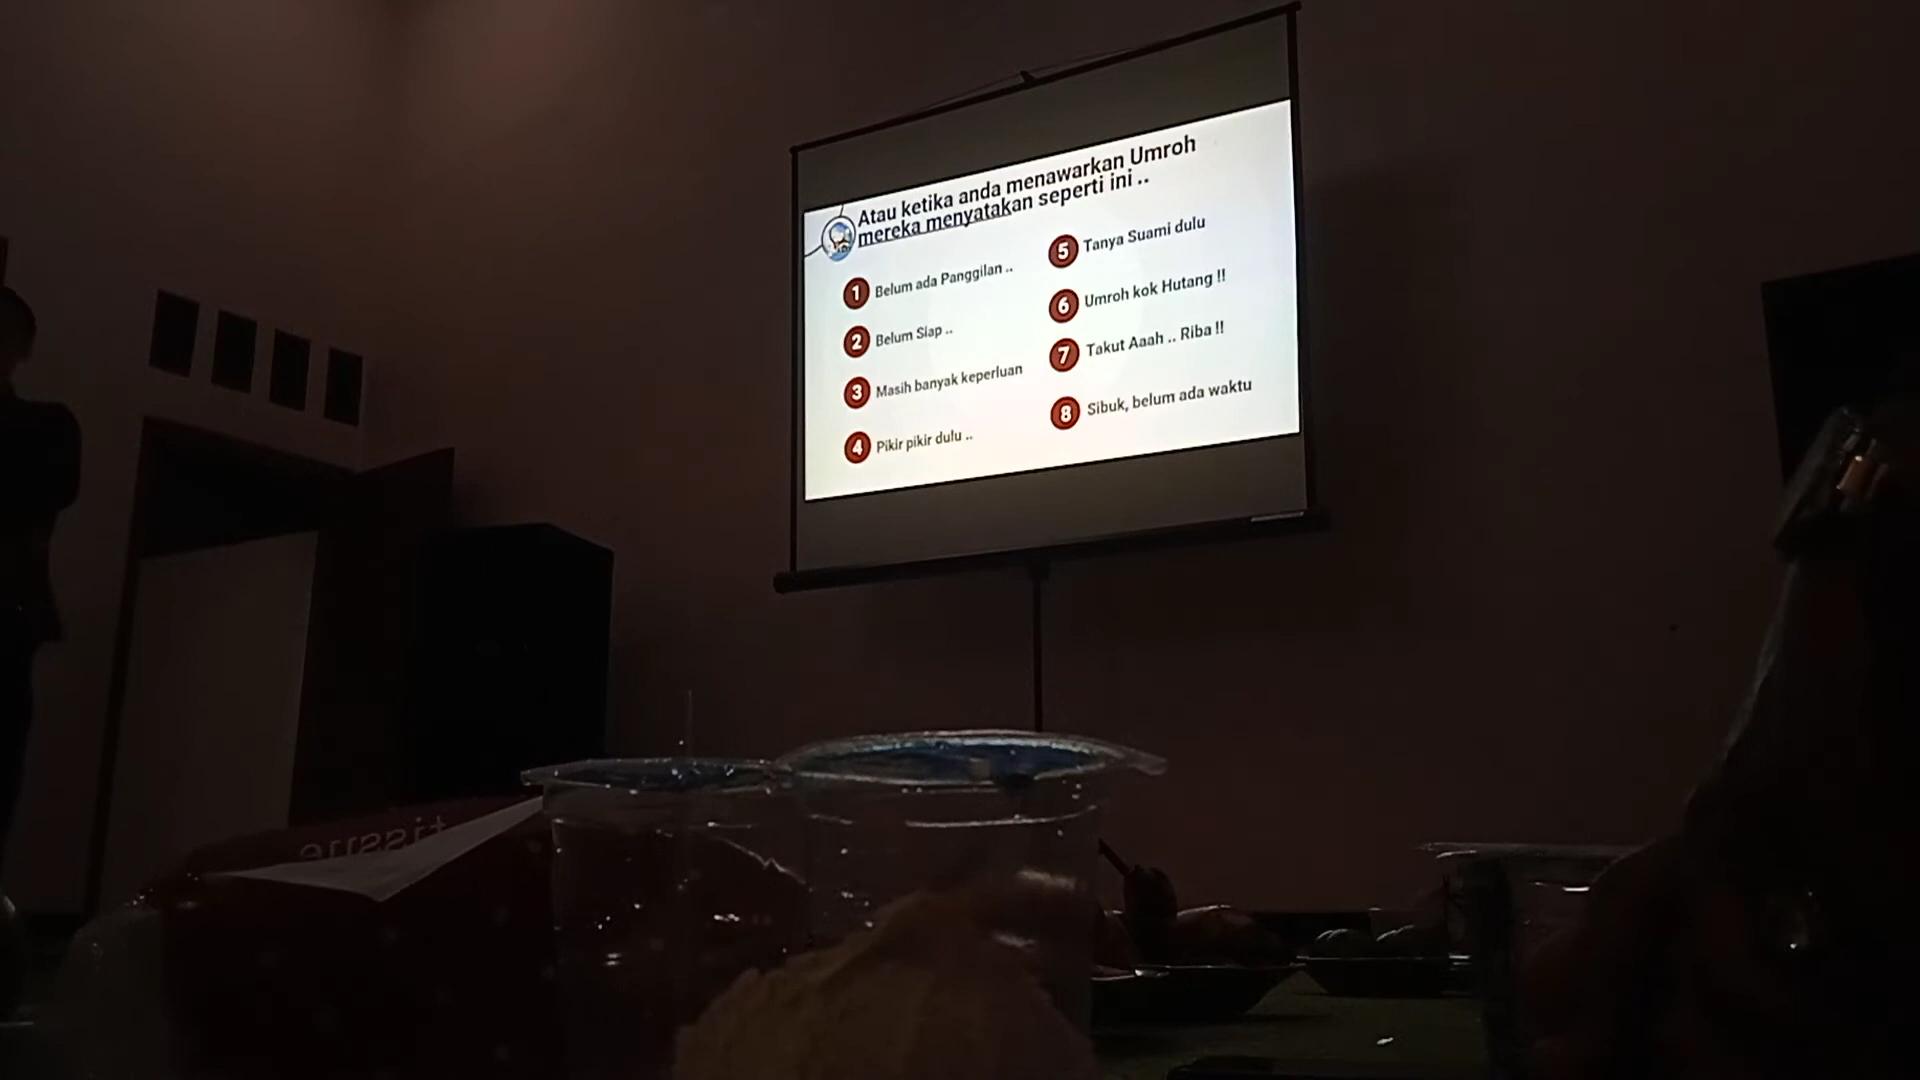 Atau ketika anda menawarkan Umroh
mereka menyatakan seperti ini ..
1 Belum ada Panggilan ..
2 Belum Siap ..
3 Masih banyak keperluan
4 Pikir pikir dulu ..
5 Tanya Suami dulu
6 Umroh kok Hutang !!
7 Takut Aaah .. Riba !!
8 Sibuk, belum ada waktu
tissue